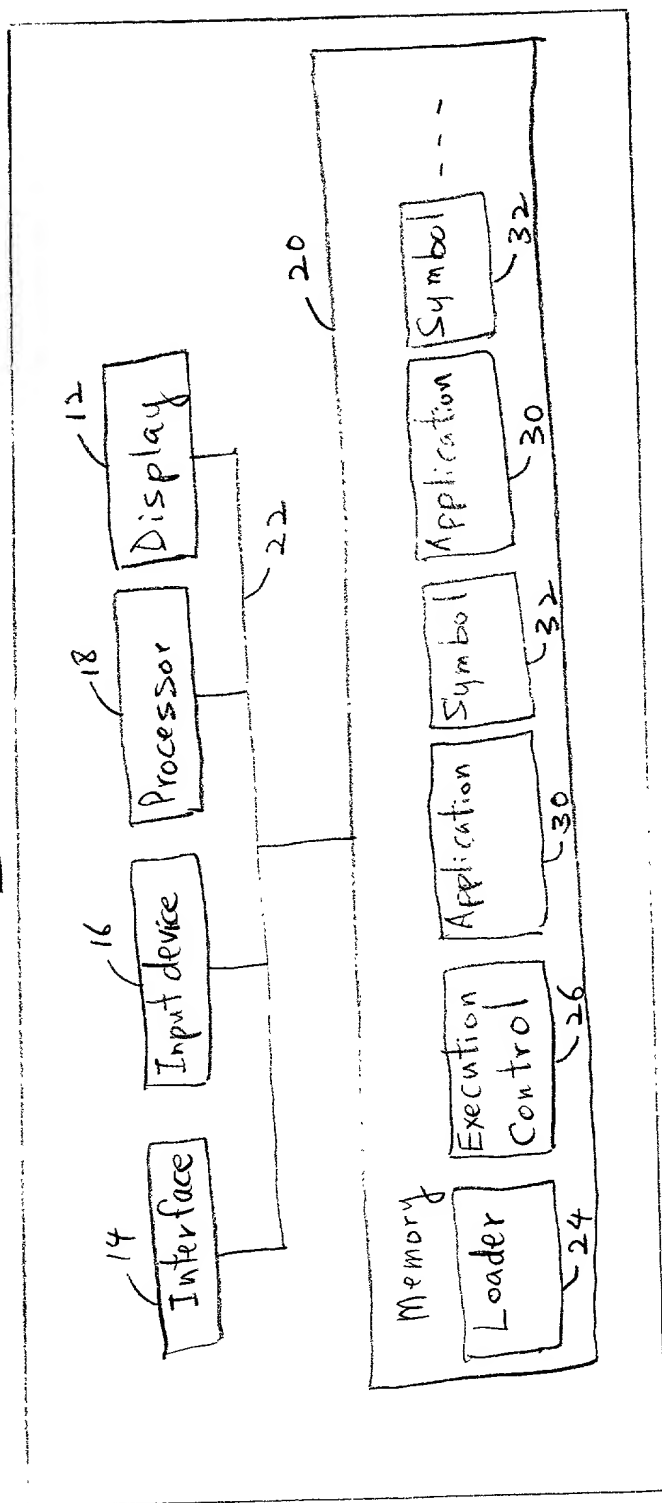 14
Interface
16
Input device
18
Processor
12
Display
22
20
Memory
Loader
24
Execution
Control
26
Application
30
Symbol
32
Application
30
Symbol
32
- - -